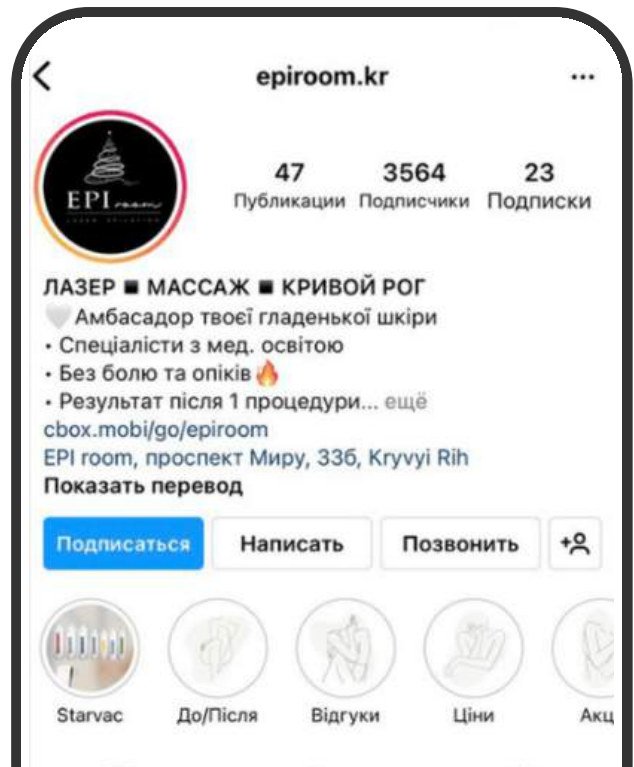 epiroom.kr
EPI room
47 3564 23
Публикации Подписчики Подписки
ЛАЗЕР ◾ МАССАЖ ◾ КРИВОЙ РОГ
🤍Амбасадор твоєї гладенької шкіри
• Спеціалісти з мед. освітою
• Без болю та опіків🔥
• Результат після 1 процедури... ещё
cbox.mobi/go/epiroom
EPI room, проспект Миру, 33б, Kryvyi Rih
Показать перевод
Подписаться Написать Позвонить
Starvac До/Після Відгуки Ціни Акц